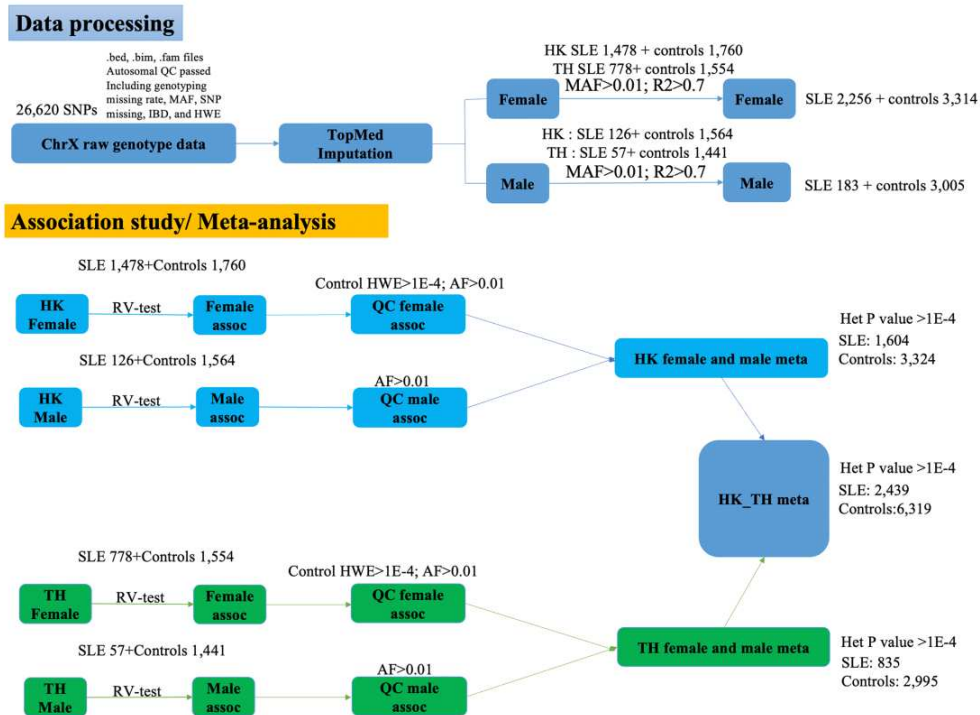 Data processing
.bed, .bim, .fam files
Autosomal QC passed
Including genotyping
missing rate, MAF, SNP
missing, IBD, and HWE
26,620 SNPs
ChrX raw genotype data
TopMed
Imputation
HK SLE 1,478 + controls 1,760
TH SLE 778+ controls 1,554
MAF>0.01; R2>0.7
Female
Female
SLE 2,256 + controls 3,314
HK : SLE 126+ controls 1,564
TH : SLE 57+ controls 1,441
MAF>0.01; R2>0.7
Male
Male
SLE 183 + controls 3,005
Association study/ Meta-analysis
SLE 1,478+Controls 1,760
Control HWE>1E-4; AF>0.01
HK
Female
RV-test
Female
assoc
QC female
assoc
SLE 126+Controls 1,564
AF>0.01
HK
Male
RV-test
Male
assoc
QC male
assoc
HK female and male meta
Het P value >1E-4
SLE: 1,604
Controls: 3,324
HK_TH meta
Het P value >1E-4
SLE: 2,439
Controls:6,319
SLE 778+Controls 1,554
Control HWE>1E-4; AF>0.01
TH
Female
RV-test
Female
assoc
QC female
assoc
SLE 57+Controls 1,441
AF>0.01
TH
Male
RV-test
Male
assoc
QC male
assoc
TH female and male meta
Het P value >1E-4
SLE: 835
Controls: 2,995